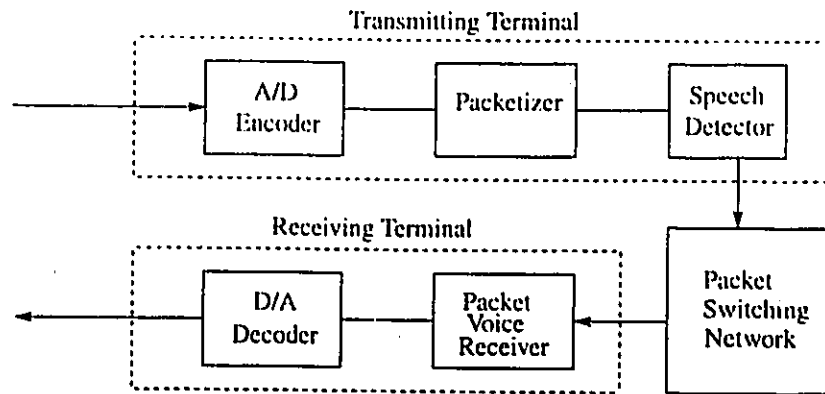 Transmitting Terminal
A/D
Encoder
Packetizer
Speech
Detector
Receiving Terminal
D/A
Decoder
Packet
Voice
Receiver
Packet
Switching
Network